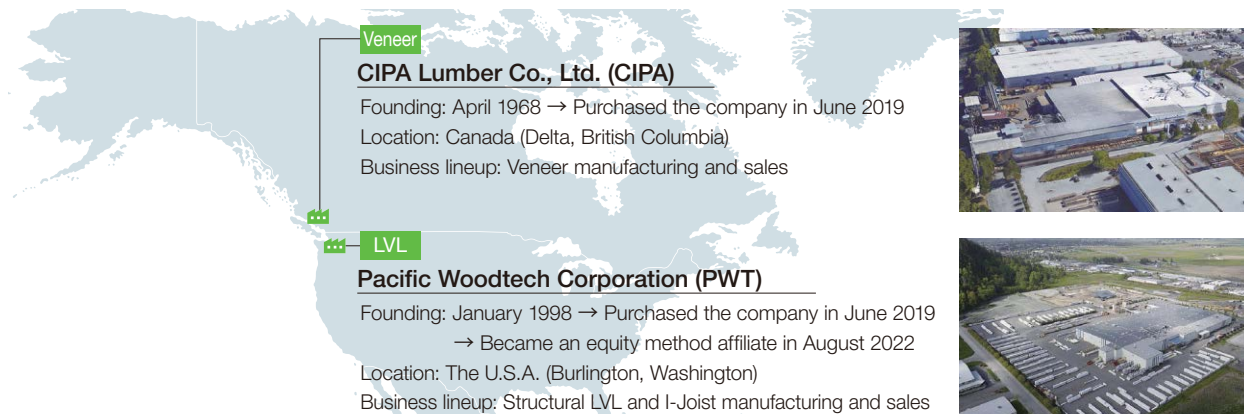 Veneer
CIPA Lumber Co., Ltd. (CIPA)
Founding: April 1968 → Purchased the company in June 2019
Location: Canada (Delta, British Columbia)
Business lineup: Veneer manufacturing and sales
LVL
Pacific Woodtech Corporation (PWT)
Founding: January 1998 → Purchased the company in June 2019
→ Became an equity method affiliate in August 2022
Location: The U.S.A. (Burlington, Washington)
Business lineup: Structural LVL and I-Joist manufacturing and sales